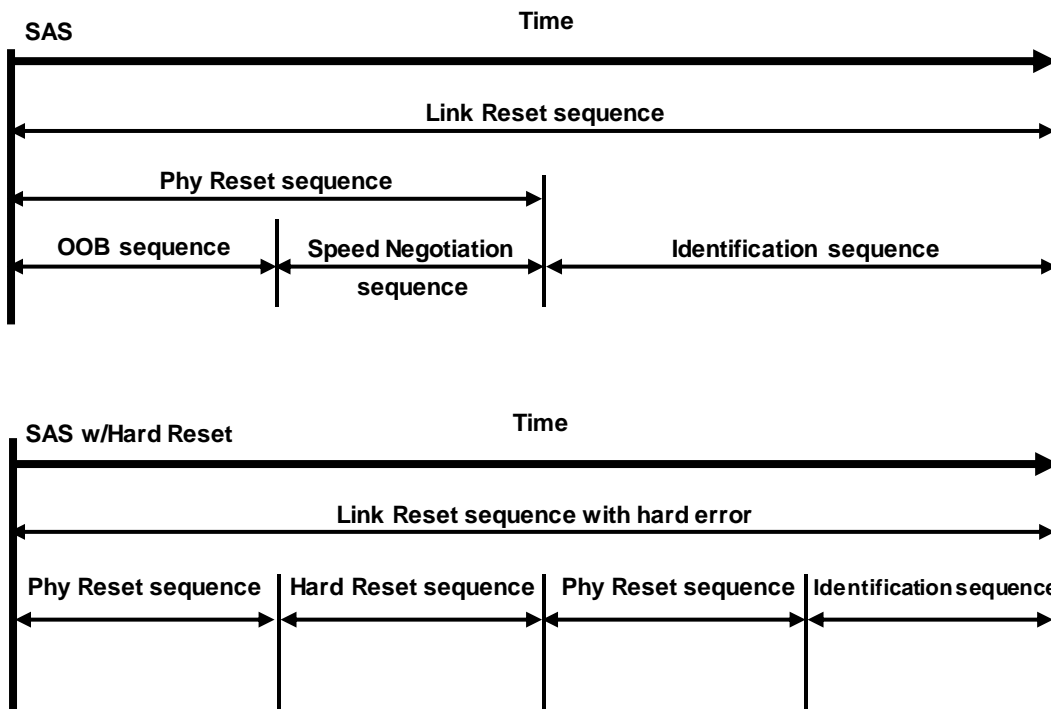 SAS
Time
Link Reset sequence
Phy Reset sequence
OOB sequence
Speed Negotiation
sequence
Identification sequence
SAS w/Hard Reset
Time
Link Reset sequence with hard error
Phy Reset sequence
Hard Reset sequence
Phy Reset sequence
Identification sequence